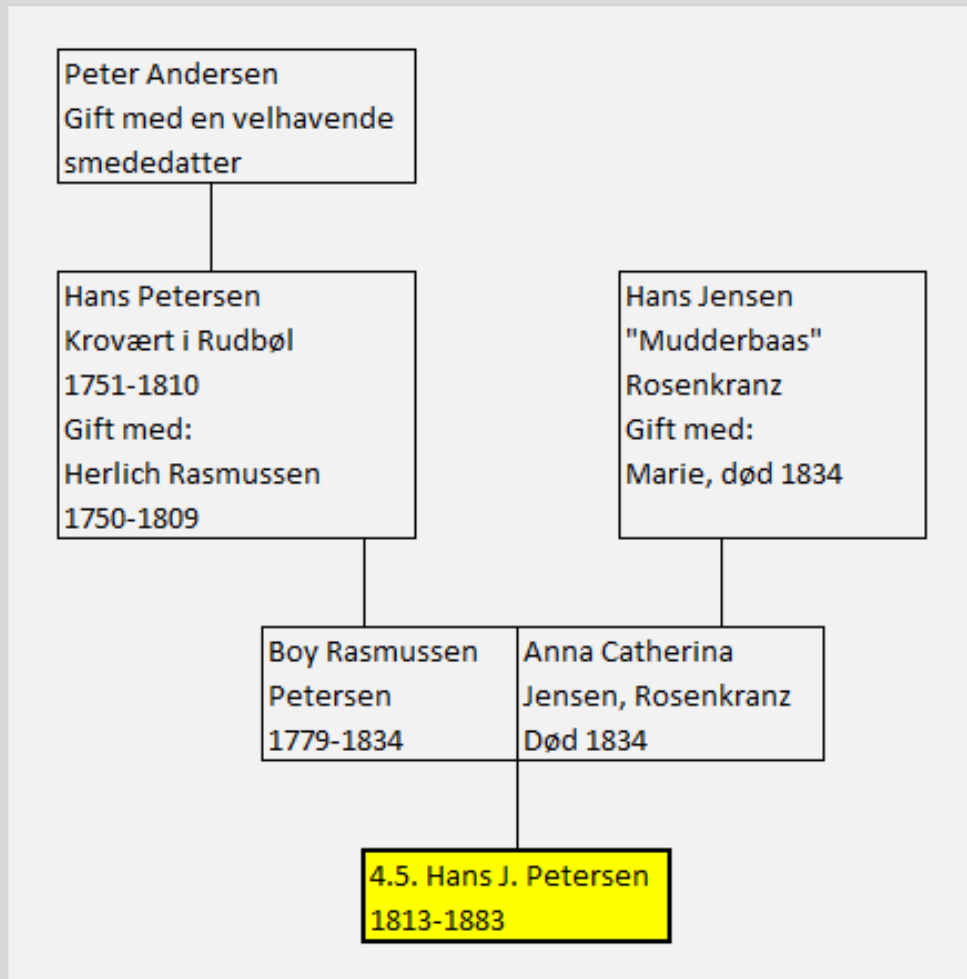 Peter Andersen
Gift med en velhavende
smededatter
Hans Petersen
Krovært i Rudbøl
1751-1810
Gift med:
Herlich Rasmussen
1750-1809
Hans Jensen
"Mudderbaas"
Rosenkranz
Gift med:
Marie, død 1834
Boy Rasmussen
Petersen
1779-1834
Anna Catherina
Jensen, Rosenkranz
Død 1834
4.5. Hans J. Petersen
1813-1883